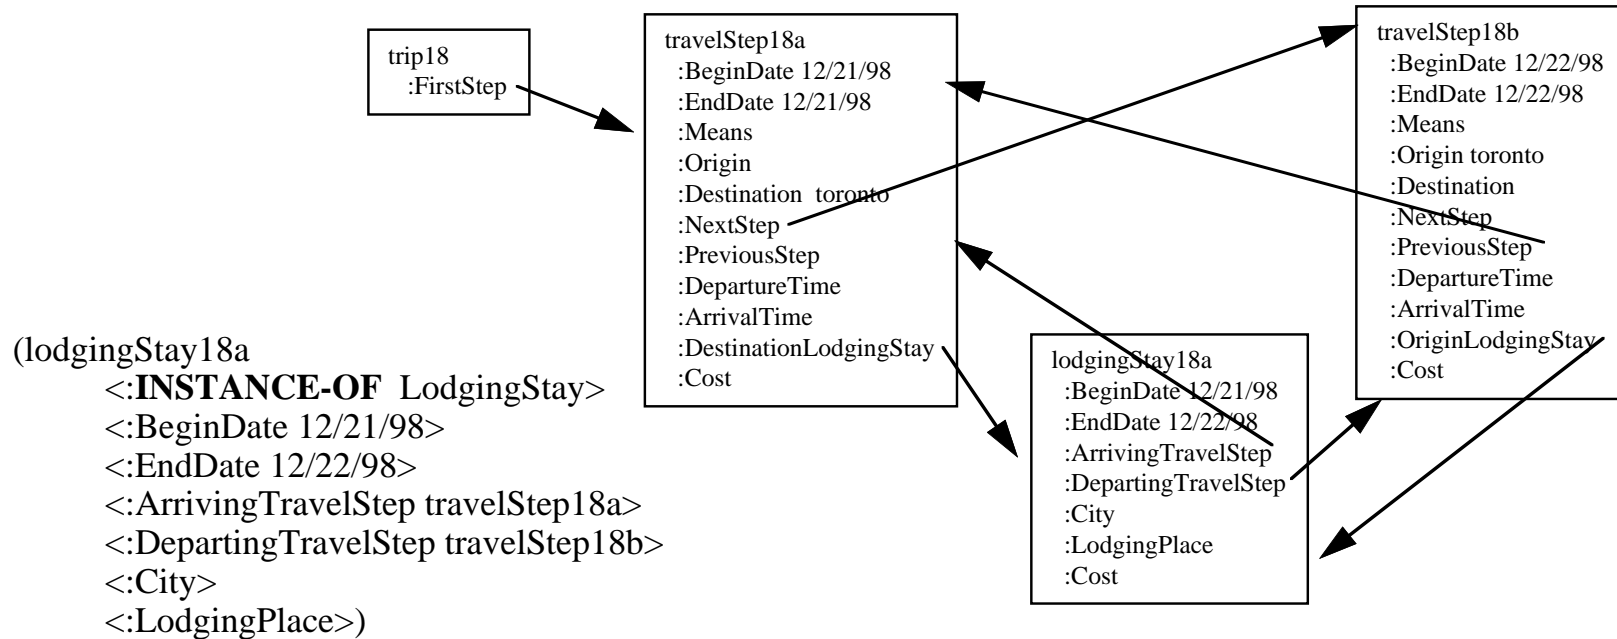 trip18
:FirstStep
travelStep18a
:BeginDate 12/21/98
:EndDate 12/21/98
:Means
:Origin
:Destination  toronto
:NextStep
:PreviousStep
:DepartureTime
:ArrivalTime
:DestinationLodgingStay
:Cost
travelStep18b
:BeginDate 12/22/98
:EndDate 12/22/98
:Means
:Origin toronto
:Destination
:NextStep
:PreviousStep
:DepartureTime
:ArrivalTime
:OriginLodgingStay
:Cost
lodgingStay18a
:BeginDate 12/21/98
:EndDate 12/22/98
:ArrivingTravelStep
:DepartingTravelStep
:City
:LodgingPlace
:Cost
(lodgingStay18a
<:INSTANCE-OF  LodgingStay>
<:BeginDate 12/21/98>
<:EndDate 12/22/98>
<:ArrivingTravelStep travelStep18a>
<:DepartingTravelStep travelStep18b>
<:City>
<:LodgingPlace>)